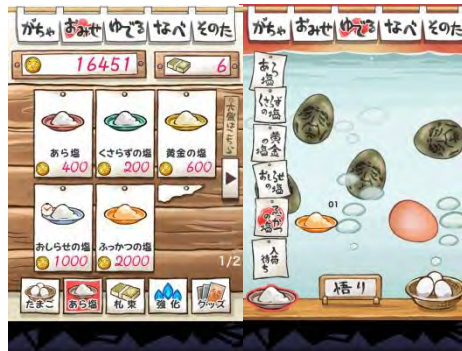 がちゃ おみせ ゆでる なべ そのた
16451 6
あら塩 くさらずの塩 黄金の塩
400 200 600
おしらせの塩 ふっかつの塩
1000 2000
1/2
たまご あら塩 札束 強化 グッズ
がちゃ おみせ ゆでる なべ そのた
あら塩
くさらずの塩
黄金の塩
おしらせの塩
ふっかつの塩
01
入荷待ち
悟り